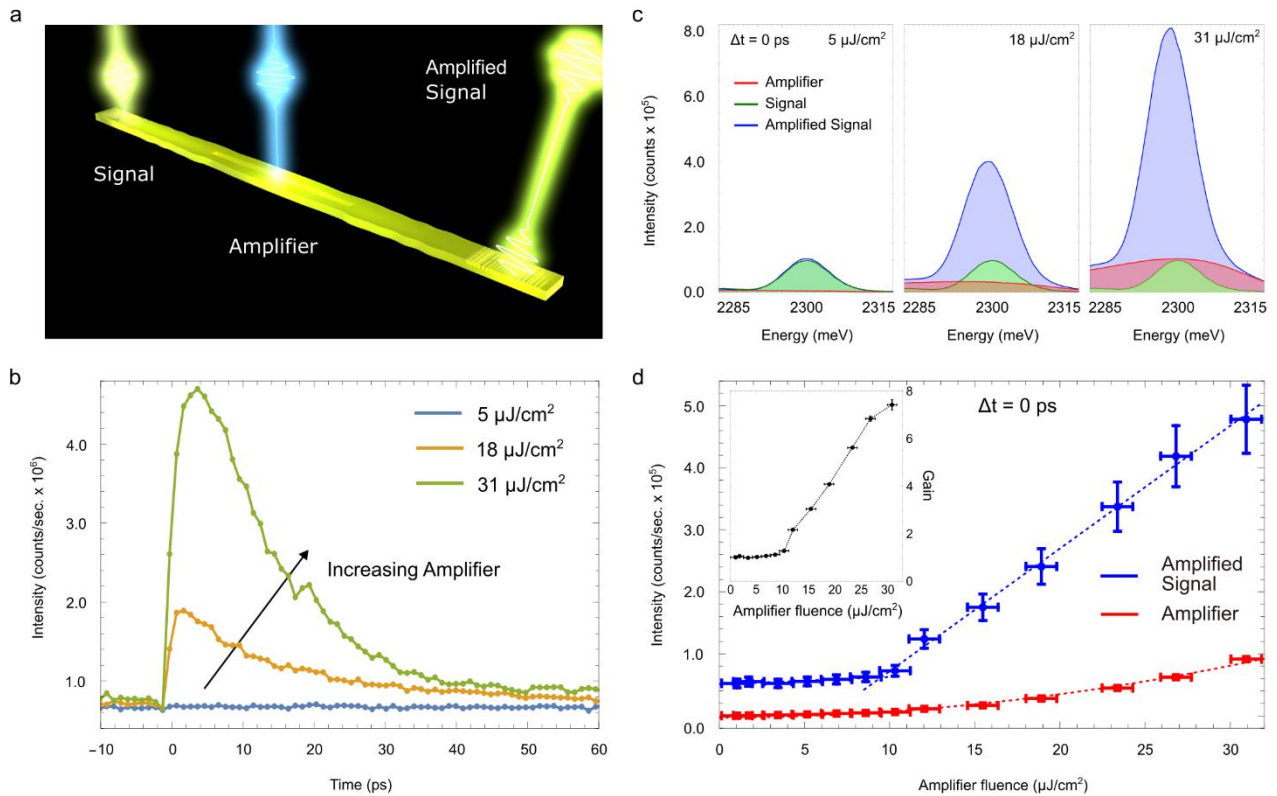 a
Signal
Amplifier
Amplified
Signal
b
Intensity (counts/sec. x 10⁶)
4.0
3.0
2.0
1.0
5 µJ/cm²
18 µJ/cm²
31 µJ/cm²
Increasing Amplifier
−10 0 10 20 30 40 50 60
Time (ps)
c
Intensity (counts x 10⁵)
8.0
6.0
4.0
2.0
0.0
Δt = 0 ps 5 µJ/cm²
Amplifier
Signal
Amplified Signal
18 µJ/cm²
31 µJ/cm²
2285 2300 2315
Energy (meV)
2285 2300 2315
Energy (meV)
2285 2300 2315
Energy (meV)
d
Intensity (counts/sec. x 10⁵)
5.0
4.0
5.0
2.0
1.0
0.0
Δt = 0 ps
8
6
4
2
0
Gain
0 5 10 15 20 25 30
Amplifier fluence (µJ/cm²)
Amplified
Signal
Amplifier
0 5 10 15 20 25 30
Amplifier fluence (µJ/cm²)